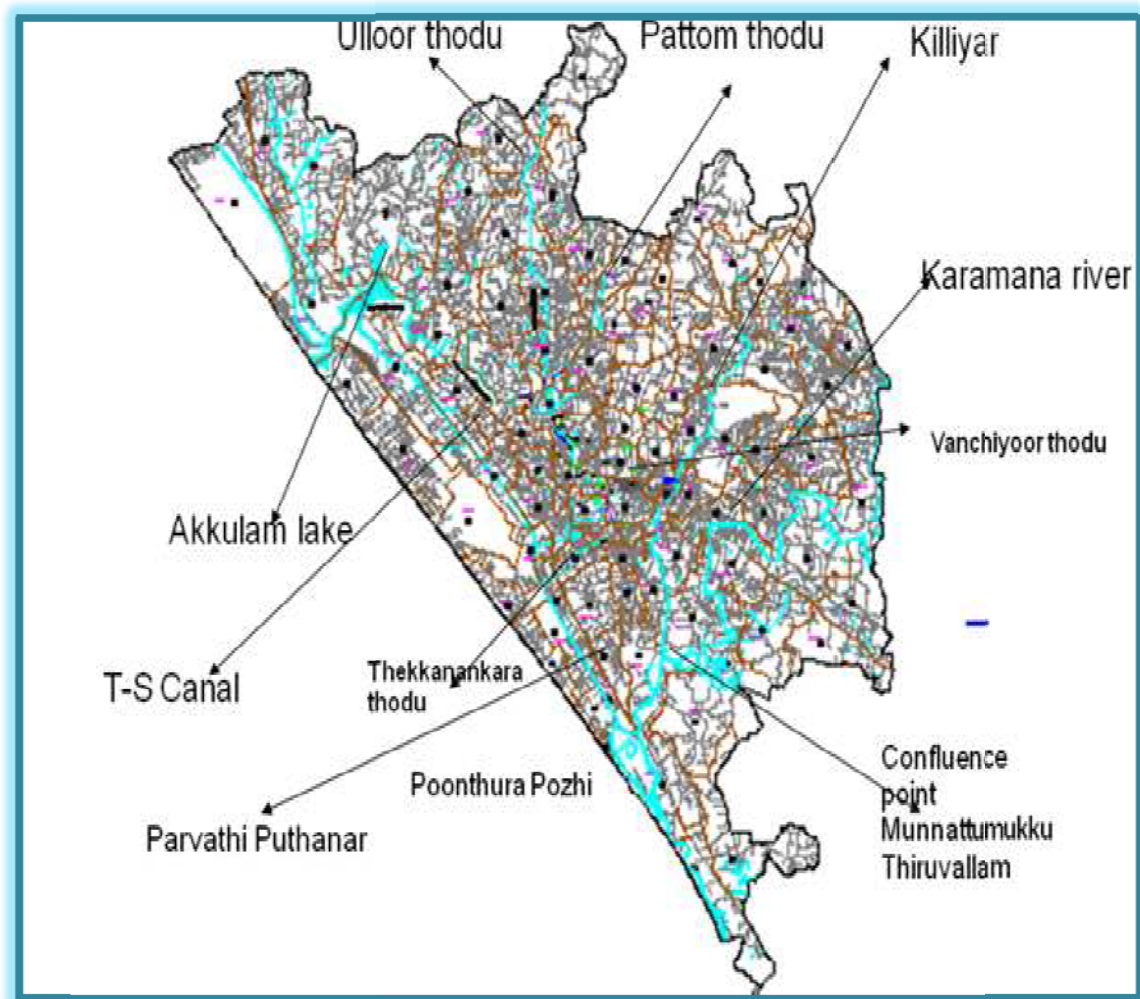 Ulloor thodu
Pattom thodu
Killiyar
Karamana river
Vanchiyoor thodu
Akkulam lake
T-S Canal
Thekkanankara
thodu
Poonthura Pozhi
Parvathi Puthanar
Confluence
point
Munnattumukku
Thiruvallam